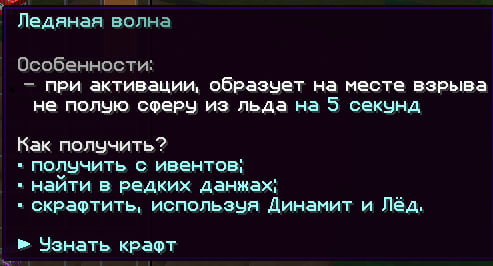 Ледяная волна
Особенности:
– при активации, образует на месте взрыва
не полую сферу из льда на 5 секунд
Как получить?
• получить с ивентов;
• найти в редких данжах;
• скрафтить, используя Динамит и Лёд.
► Узнать крафт